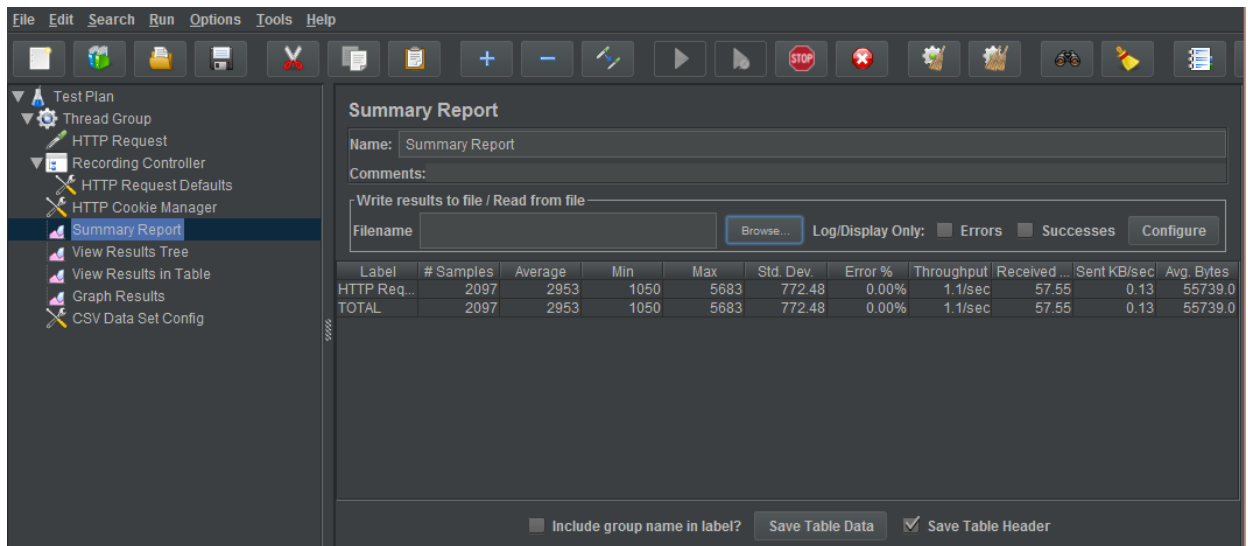 File Edit Search Run Options Tools Help
STOP
Test Plan
Thread Group
HTTP Request
Recording Controller
HTTP Request Defaults
HTTP Cookie Manager
Summary Report
View Results Tree
View Results in Table
Graph Results
CSV Data Set Config
Summary Report
Name: Summary Report
Comments:
Write results to file / Read from file
Filename Browse... Log/Display Only: Errors Successes Configure
Label # Samples Average Min Max Std. Dev. Error % Throughput Received ... Sent KB/sec Avg. Bytes
HTTP Req... 2097 2953 1050 5683 772.48 0.00% 1.1/sec 57.55 0.13 55739.0
TOTAL 2097 2953 1050 5683 772.48 0.00% 1.1/sec 57.55 0.13 55739.0
Include group name in label? Save Table Data Save Table Header